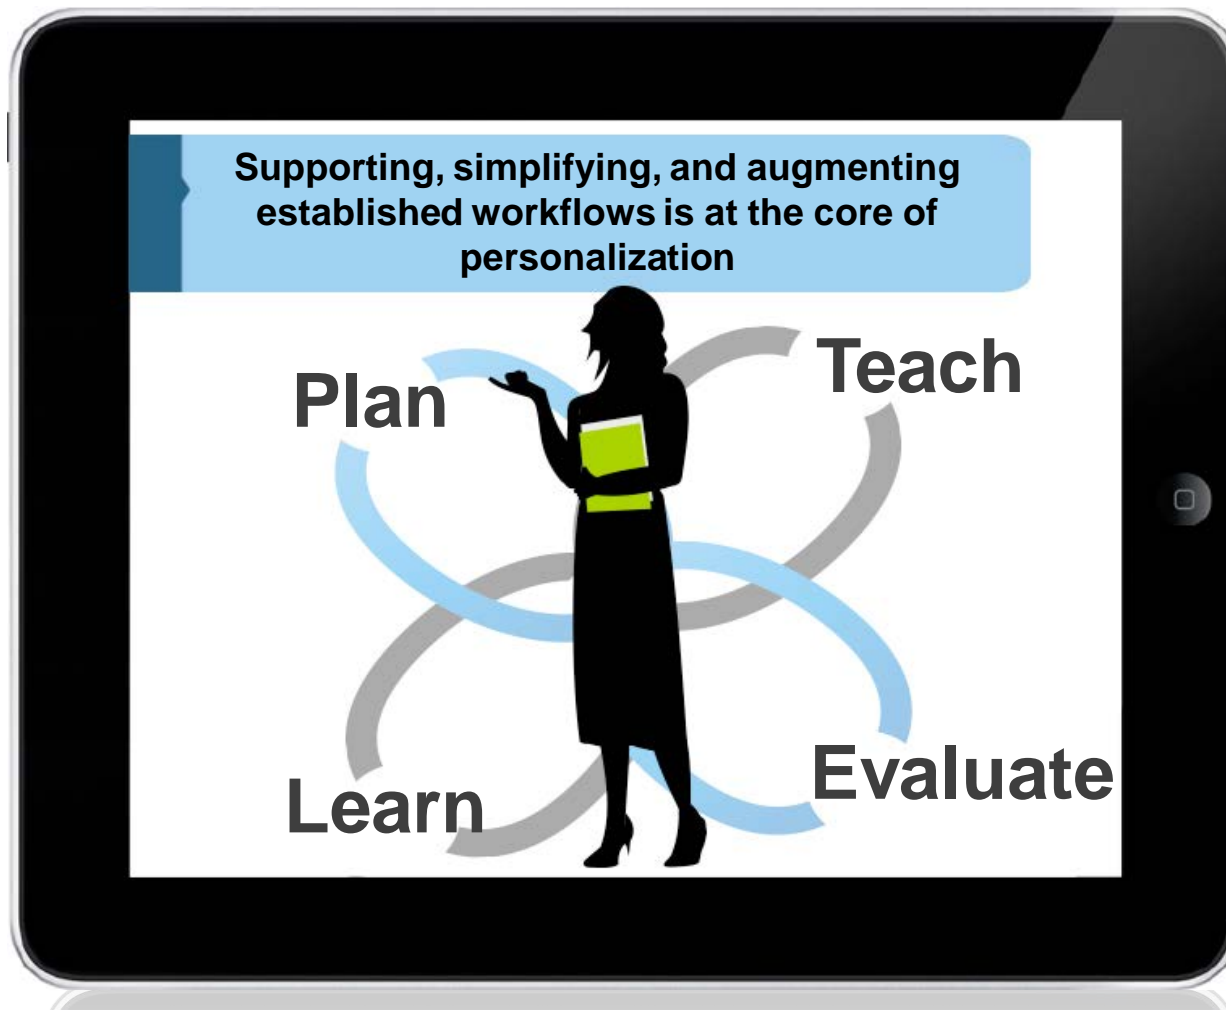 Supporting, simplifying, and augmenting
established workflows is at the core of
personalization
Plan
Teach
Learn
Evaluate